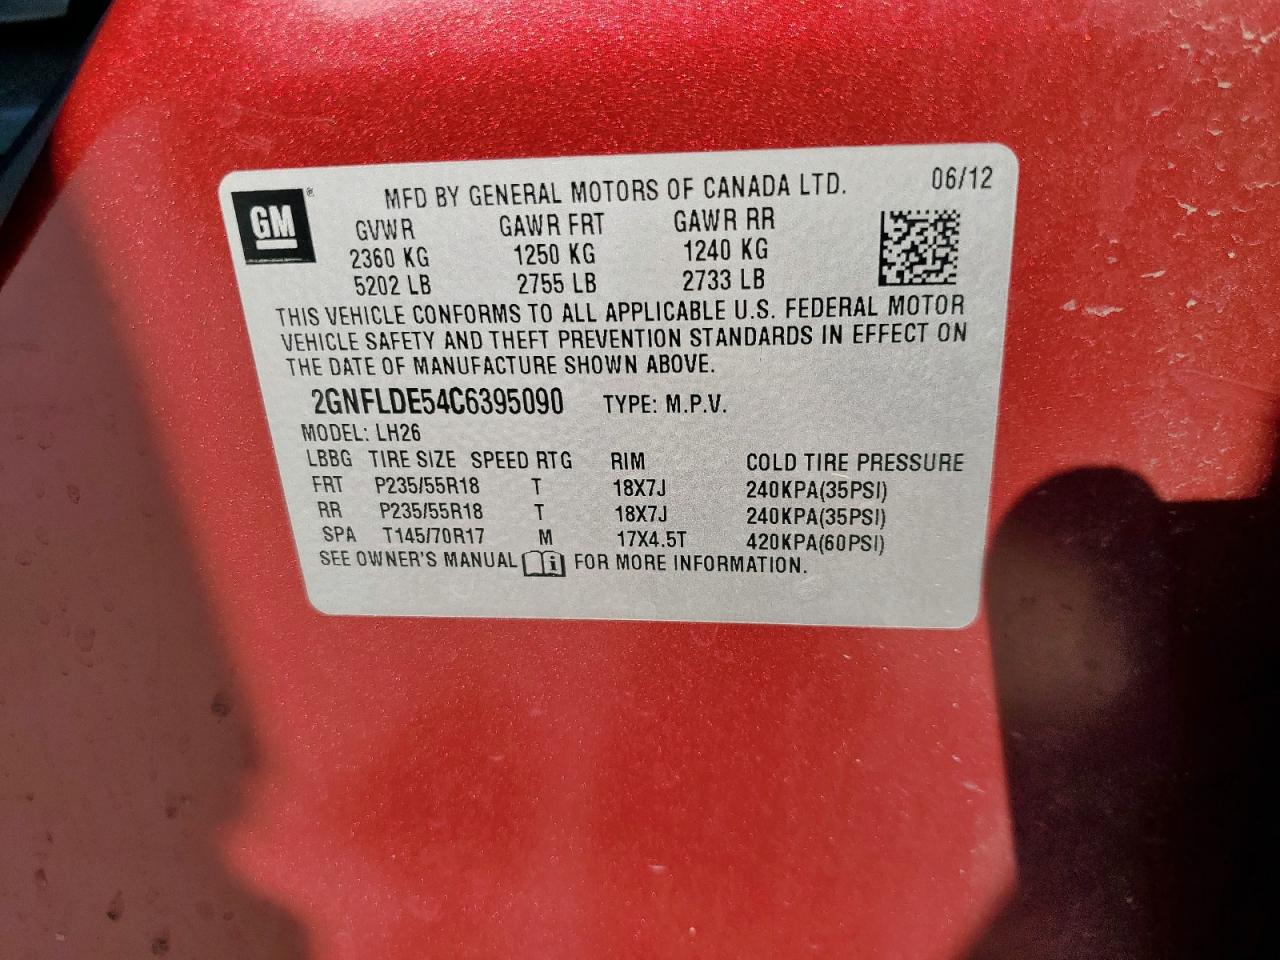 GM®
MFD BY GENERAL MOTORS OF CANADA LTD. 06/12
GVWR GAWR FRT GAWR RR
2360 KG 1250 KG 1240 KG
5202 LB 2755 LB 2733 LB
THIS VEHICLE CONFORMS TO ALL APPLICABLE U.S. FEDERAL MOTOR
VEHICLE SAFETY AND THEFT PREVENTION STANDARDS IN EFFECT ON
THE DATE OF MANUFACTURE SHOWN ABOVE.
2GNFLDE54C6395090 TYPE: M.P.V.
MODEL: LH26
LBBG TIRE SIZE SPEED RTG RIM COLD TIRE PRESSURE
FRT P235/55R18 T 18X7J 240KPA(35PSI)
RR P235/55R18 T 18X7J 240KPA(35PSI)
SPA T145/70R17 M 17X4.5T 420KPA(60PSI)
SEE OWNER'S MANUAL i FOR MORE INFORMATION.